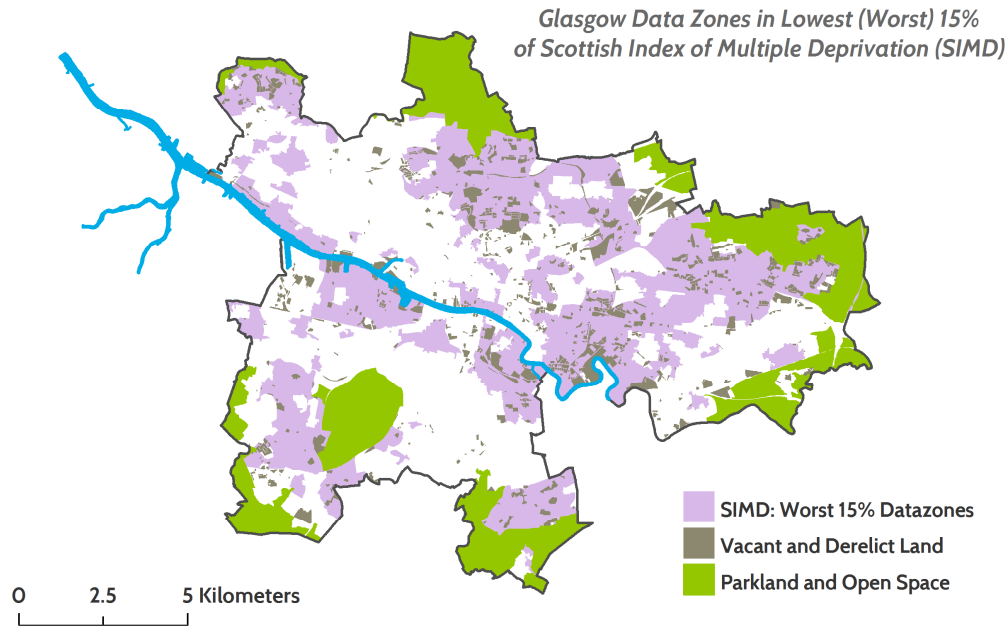 Glasgow Data Zones in Lowest (Worst) 15%
of Scottish Index of Multiple Deprivation (SIMD)
SIMD: Worst 15% Datazones
Vacant and Derelict Land
Parkland and Open Space
0 2.5 5 Kilometers